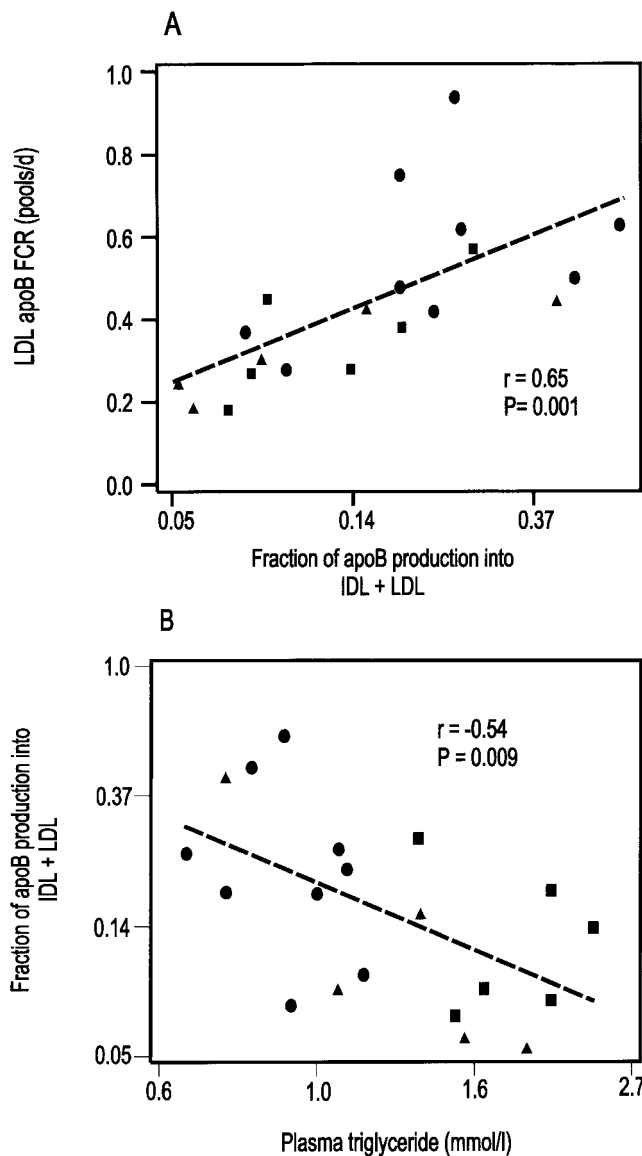 A
LDL apoB FCR (pools/d)
1.0
0.8
0.6
0.4
0.2
0.0
r = 0.65
P= 0.001
0.05 0.14 0.37
Fraction of apoB production into
IDL + LDL
B
Fraction of apoB production into
IDL + LDL
1.0
0.37
0.14
0.05
r = -0.54
P = 0.009
0.6 1.0 1.6 2.7
Plasma triglyceride (mmol/l)